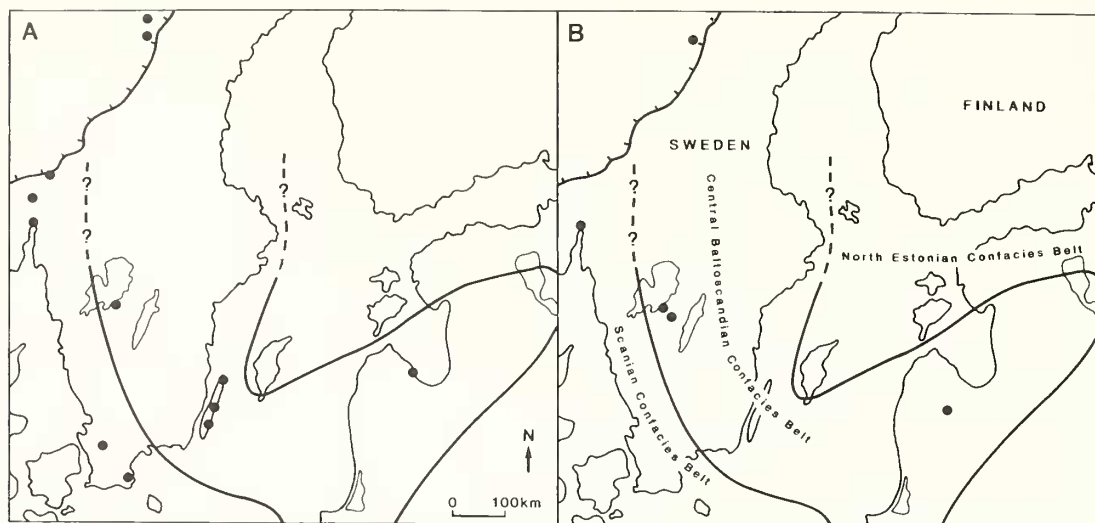 A
?
?
?
N
0 100km
B
FINLAND
SWEDEN
?
?
?
Central Baltoscandian Confacies Belt
North Estonian Confacies Belt
Scanian Confacies Belt